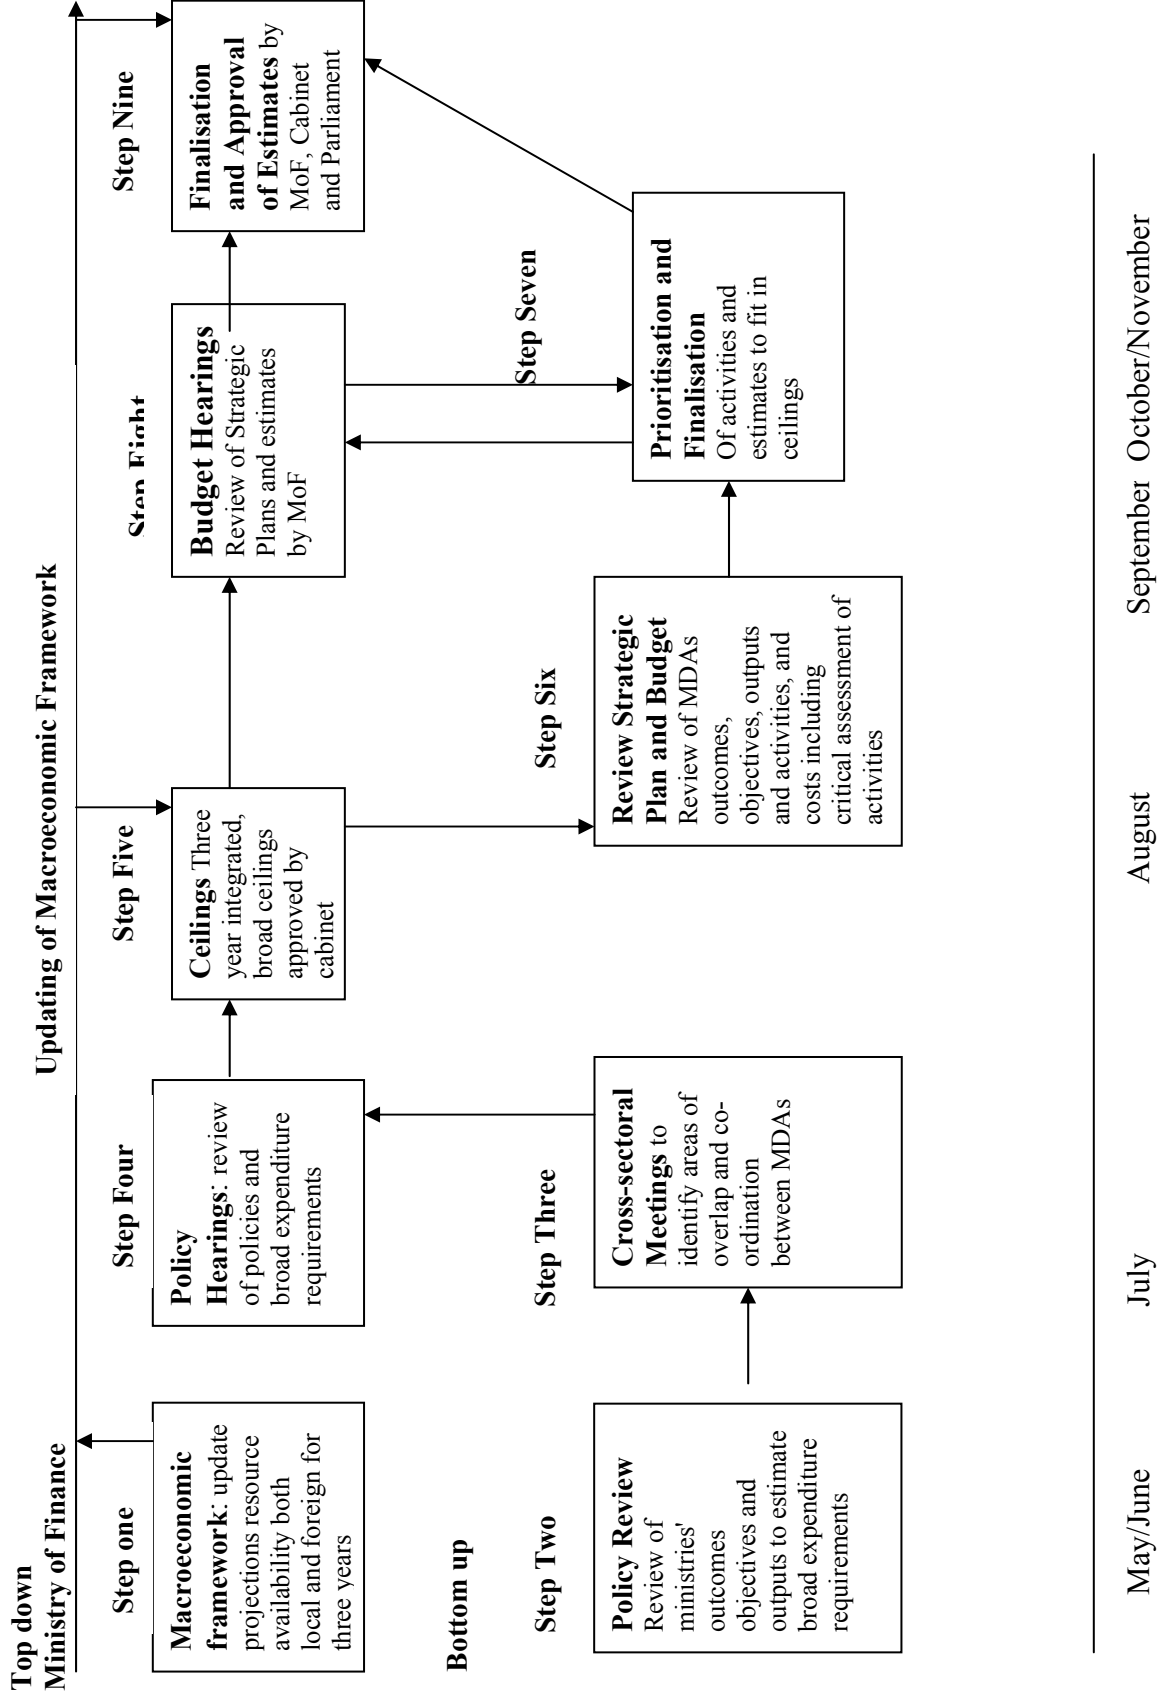 Top down
Ministry of Finance
Updating of Macroeconomic Framework
Step one
Macroeconomic
framework: update
projections resource
availability both
local and foreign for
three years
Step Four
Policy
Hearings: review
of policies and
broad expenditure
requirements
Step Five
Ceilings Three
year integrated,
broad ceilings
approved by
cabinet
Step Eight
Budget Hearings
Review of Strategic
Plans and estimates
by MoF
Step Nine
Finalisation
and Approval
of Estimates by
MoF, Cabinet
and Parliament
Bottom up
Step Two
Policy Review
Review of
ministries'
outcomes
objectives and
outputs to estimate
broad expenditure
requirements
Step Three
Cross-sectoral
Meetings to
identify areas of
overlap and co-
ordination
between MDAs
Step Six
Review Strategic
Plan and Budget
Review of MDAs
outcomes,
objectives, outputs
and activities, and
costs including
critical assessment of
activities
Step Seven
Prioritisation and
Finalisation
Of activities and
estimates to fit in
ceilings
May/June July August September October/November